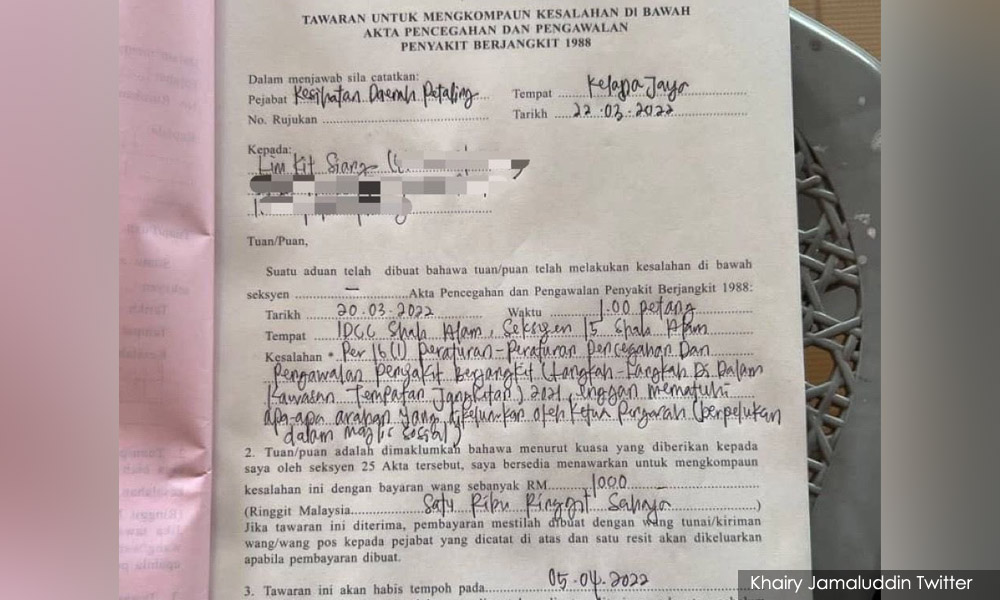 TAWARAN UNTUK MENGKOMPAUN KESALAHAN DI BAWAH
AKTA PENCEGAHAN DAN PENGAWALAN
PENYAKIT BERJANGKIT 1988
Dalam menjawab sila catatkan:
Pejabat Kesihatan Daerah Petaling
Tempat Kelana Jaya
No. Rujukan
Tarikh 22.03.2022
Kepada:
Lim Kit Siang
Tuan/Puan,
Suatu aduan telah dibuat bahawa tuan/puan telah melakukan kesalahan di bawah
seksyen – Akta Pencegahan dan Pengawalan Penyakit Berjangkit 1988:
Tarikh 20.03.2022 Waktu 1.00 petang
Tempat IDCC Shah Alam, Seksyen 15 Shah Alam
Kesalahan * Per 16(1) Peraturan-Peraturan Pencegahan Dan
Pengawalan Penyakit Berjangkit (Langkah-Langkah Di Dalam
Kawasan Tempatan Jangkitan) 2021, enggan mematuhi
apa-apa arahan yang dikeluarkan oleh Ketua Pengarah (berpelukan
dalam majlis sosial)
2. Tuan/puan adalah dimaklumkan bahawa menurut kuasa yang diberikan kepada
saya oleh seksyen 25 Akta tersebut, saya bersedia menawarkan untuk mengkompaun
kesalahan ini dengan bayaran wang sebanyak RM 1000
(Ringgit Malaysia Satu Ribu Ringgit Sahaja)
Jika tawaran ini diterima, pembayaran mestilah dibuat dengan wang tunai/kiriman
wang/wang pos kepada pejabat yang dicatat di atas dan satu resit akan dikeluarkan
apabila pembayaran dibuat.
3. Tawaran ini akan habis tempoh pada 05.04.2022
Khairy Jamaluddin Twitter